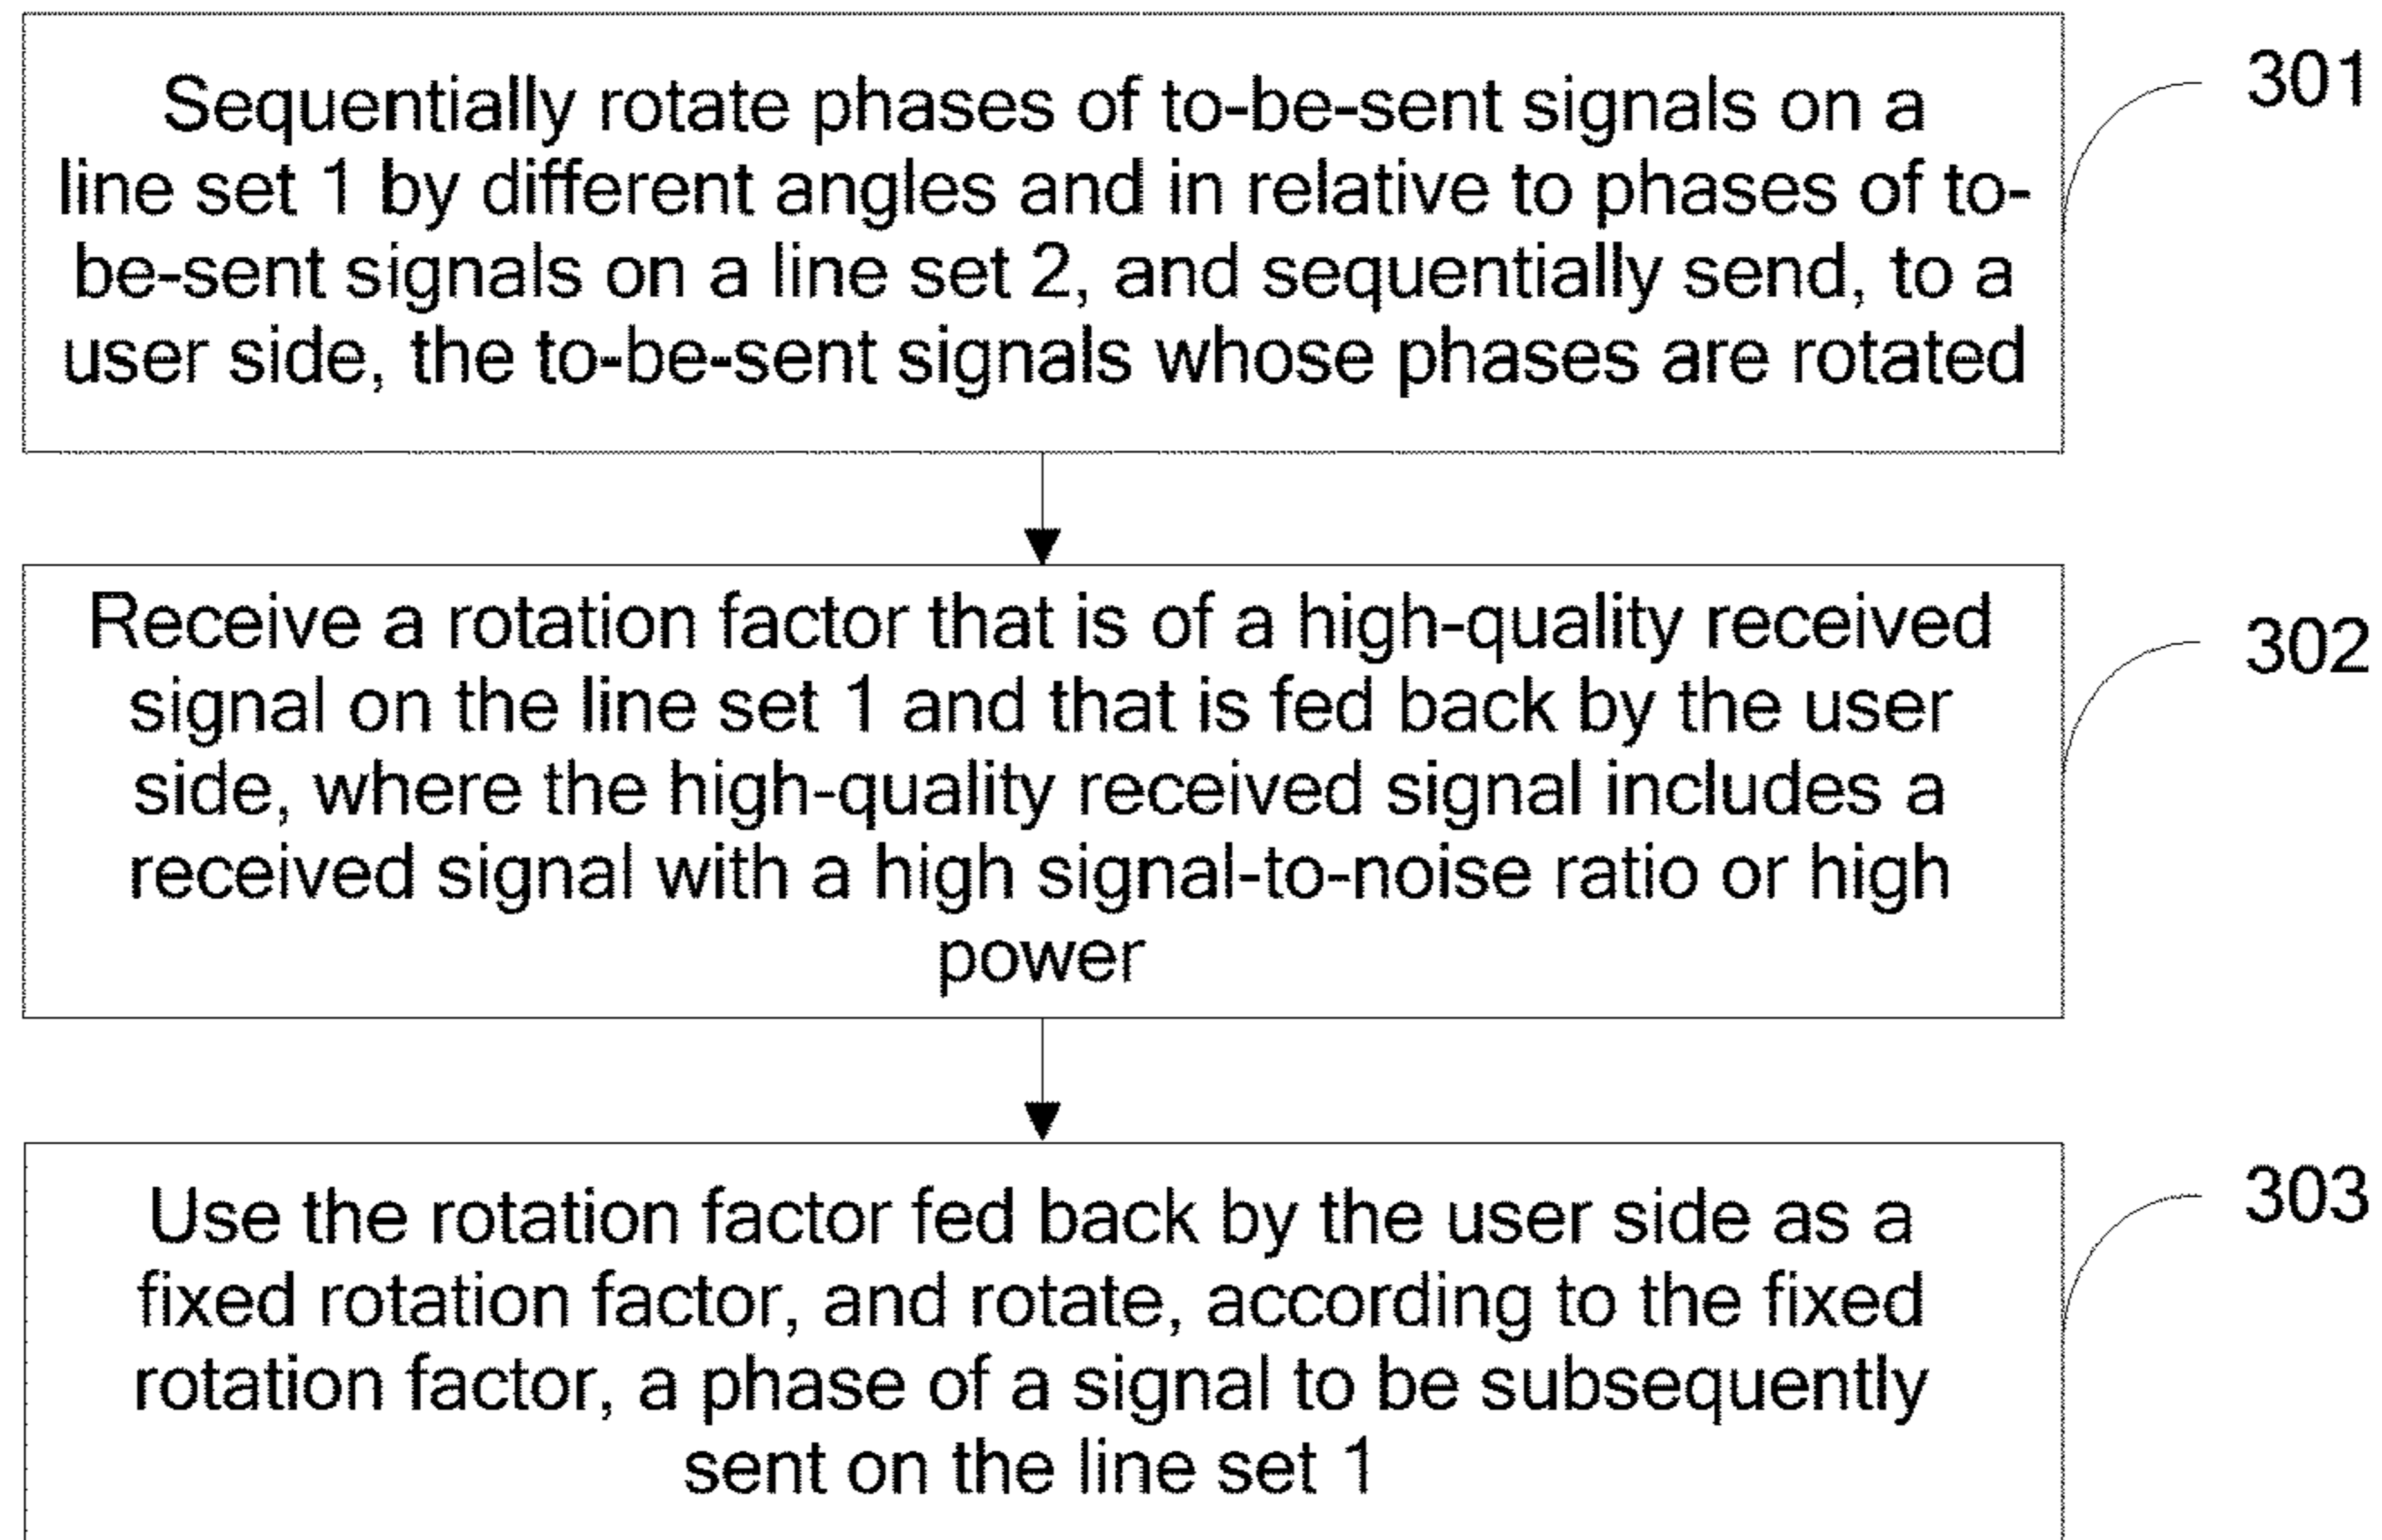 Sequentially rotate phases of to-be-sent signals on a
line set 1 by different angles and in relative to phases of to-
be-sent signals on a line set 2, and sequentially send, to a
user side, the to-be-sent signals whose phases are rotated
301
Receive a rotation factor that is of a high-quality received
signal on the line set 1 and that is fed back by the user
side, where the high-quality received signal includes a
received signal with a high signal-to-noise ratio or high
power
302
Use the rotation factor fed back by the user side as a
fixed rotation factor, and rotate, according to the fixed
rotation factor, a phase of a signal to be subsequently
sent on the line set 1
303